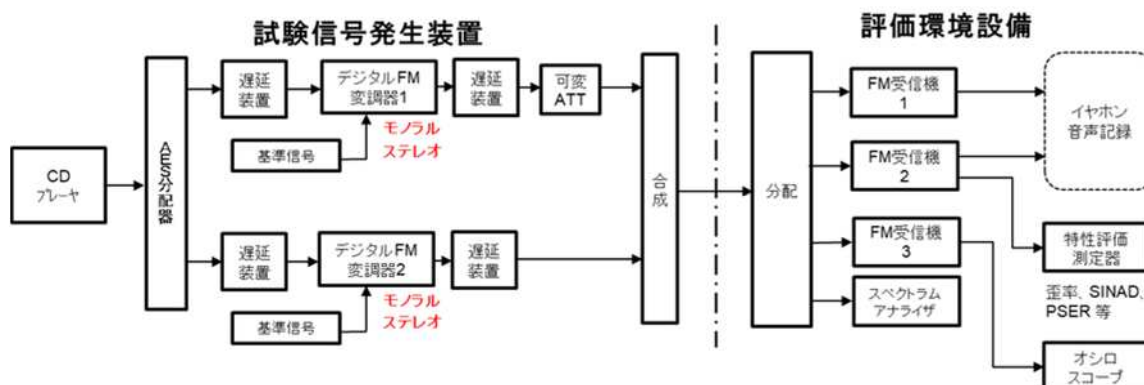 試験信号発生装置
評価環境設備
CD
プレーヤ
AES分配器
遅延
装置
デジタルFM
変調器1
遅延
装置
可変
ATT
モノラル
ステレオ
基準信号
遅延
装置
デジタルFM
変調器2
遅延
装置
モノラル
ステレオ
基準信号
合成
分配
FM受信機
1
FM受信機
2
FM受信機
3
スペクトラム
アナライザ
イヤホン
音声記録
特性評価
測定器
歪率、SINAD、
PSER 等
オシロ
スコープ